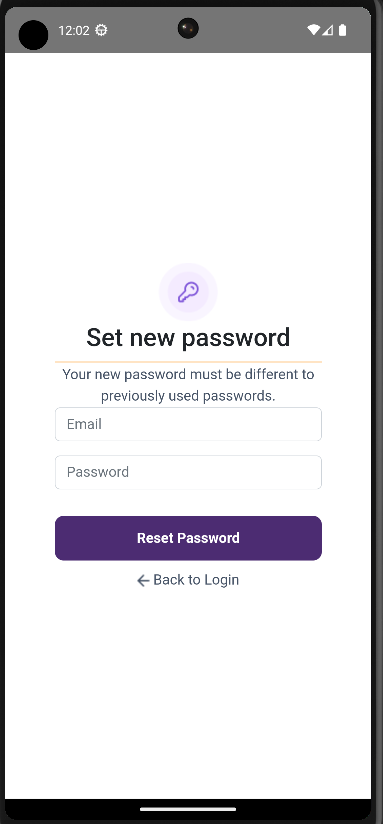 12:02
Set new password
Your new password must be different to
previously used passwords.
Email
Password
Reset Password
Back to Login